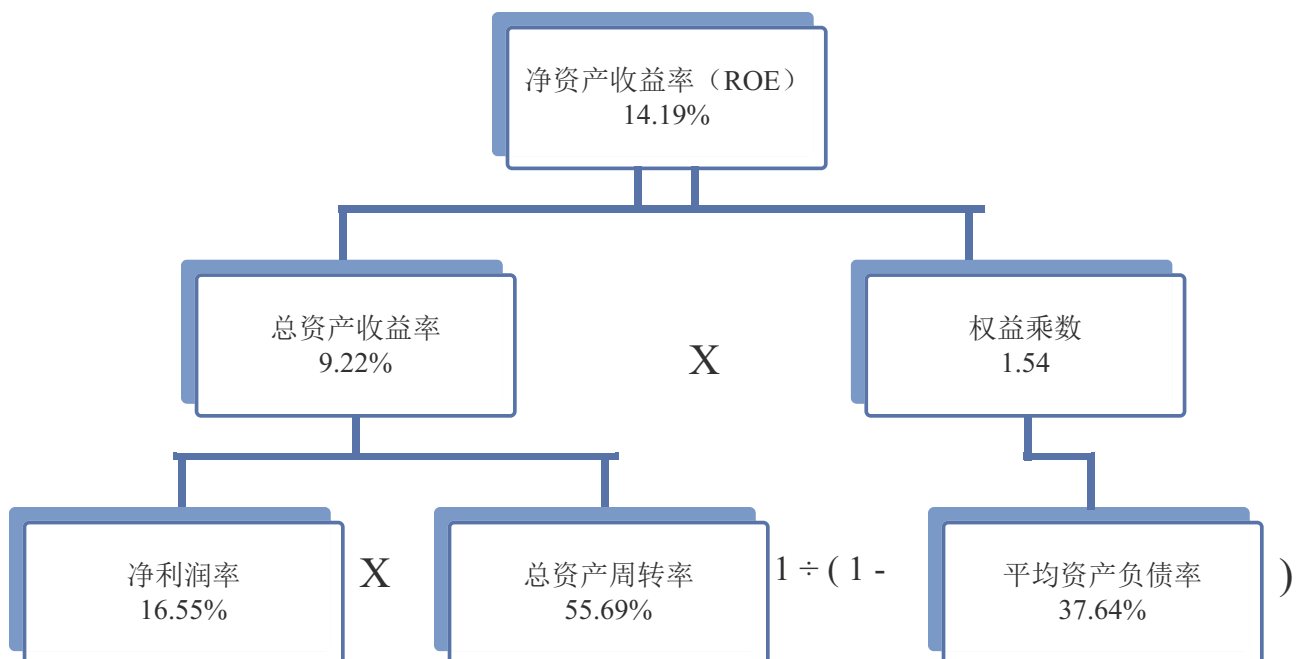 净资产收益率（ROE）
14.19%
总资产收益率
9.22%
X
权益乘数
1.54
净利润率
16.55%
X
总资产周转率
55.69%
1 ÷ ( 1 -
平均资产负债率
37.64%
)